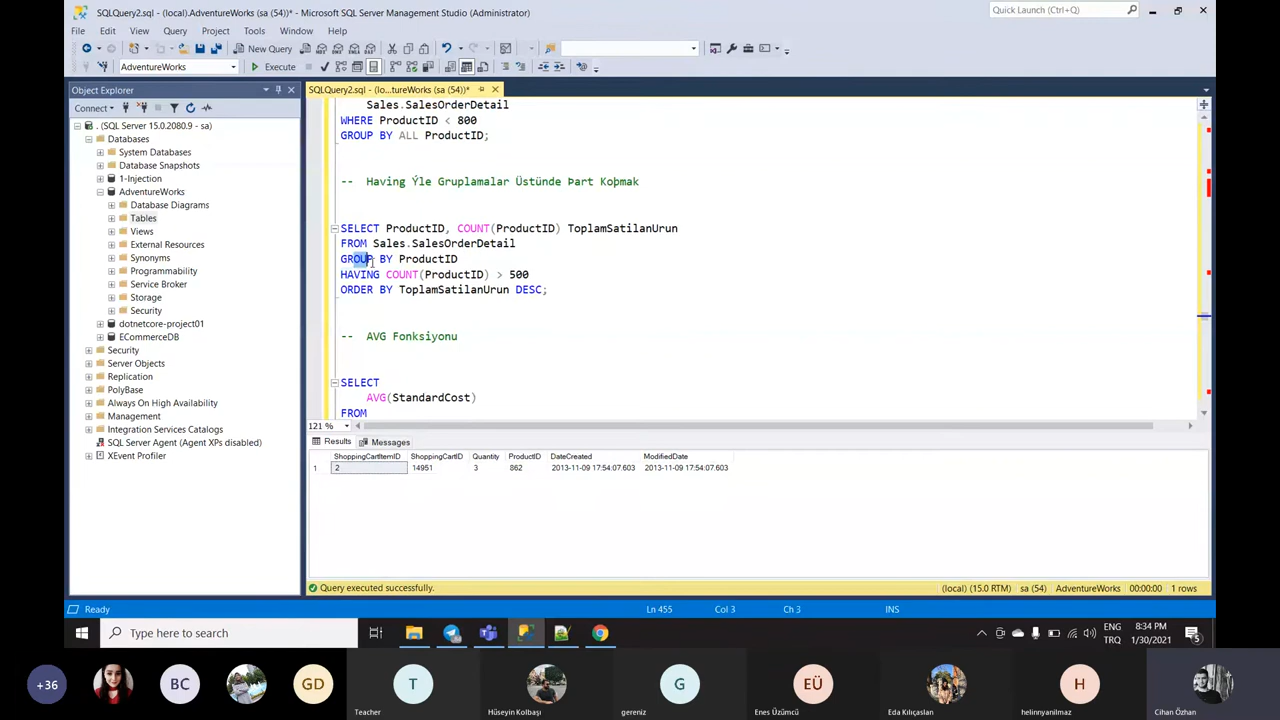 SQLQuery2.sql - (local).AdventureWorks (sa (54))* - Microsoft SQL Server Management Studio (Administrator)
Quick Launch (Ctrl+Q)
File Edit View Query Project Tools Window Help
New Query
AdventureWorks
Execute
Object Explorer
SQLQuery2.sql - (lo...tureWorks (sa (54))*
Connect
. (SQL Server 15.0.2080.9 - sa)
Databases
System Databases
Database Snapshots
1-Injection
AdventureWorks
Database Diagrams
Tables
Views
External Resources
Synonyms
Programmability
Service Broker
Storage
Security
dotnetcore-project01
ECommerceDB
Security
Server Objects
Replication
PolyBase
Always On High Availability
Management
Integration Services Catalogs
SQL Server Agent (Agent XPs disabled)
XEvent Profiler
Sales.SalesOrderDetail
WHERE ProductID < 800
GROUP BY ALL ProductID;
-- Having Ýle Gruplamalar Üstünde Þart Koþmak
SELECT ProductID, COUNT(ProductID) ToplamSatilanUrun
FROM Sales.SalesOrderDetail
GROUP BY ProductID
HAVING COUNT(ProductID) > 500
ORDER BY ToplamSatilanUrun DESC;
-- AVG Fonksiyonu
SELECT
AVG(StandardCost)
FROM
121 %
Results Messages
ShoppingCartItemID ShoppingCartID Quantity ProductID DateCreated ModifiedDate
1 2 14951 3 862 2013-11-09 17:54:07.603 2013-11-09 17:54:07.603
Query executed successfully.
(local) (15.0 RTM) sa (54) AdventureWorks 00:00:00 1 rows
Ready
Ln 455 Col 3 Ch 3 INS
Type here to search
ENG
TRQ
8:34 PM
1/30/2021
5
+36
BC
GD
T
G
EÜ
H
Teacher
Hüseyin Kolbaşı
gereniz
Enes Üzümcü
Eda Kılıçaslan
helinnyanilmaz
Cihan Özhan